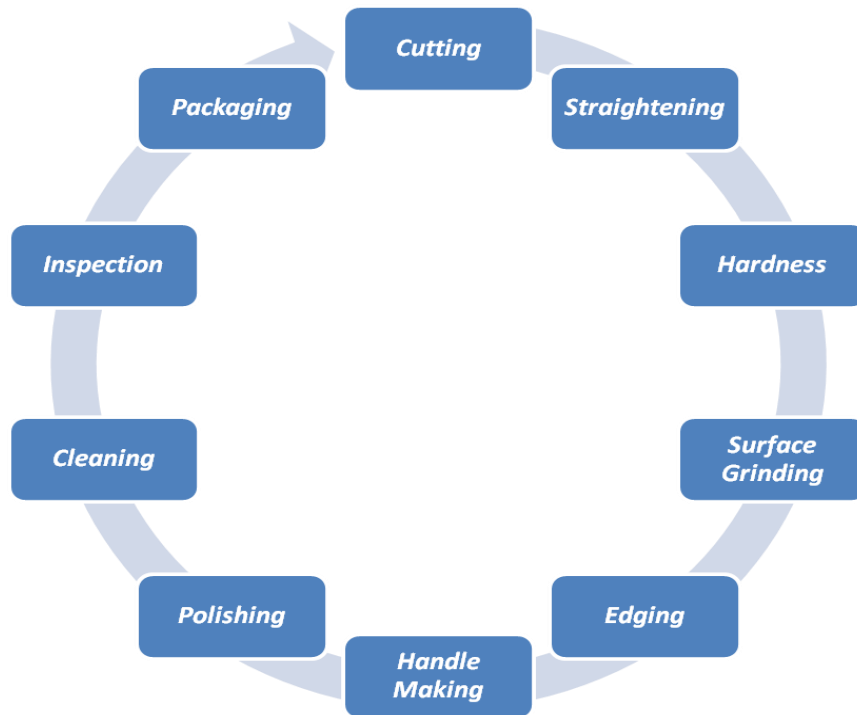 Cutting
Straightening
Hardness
Surface
Grinding
Edging
Handle
Making
Polishing
Cleaning
Inspection
Packaging